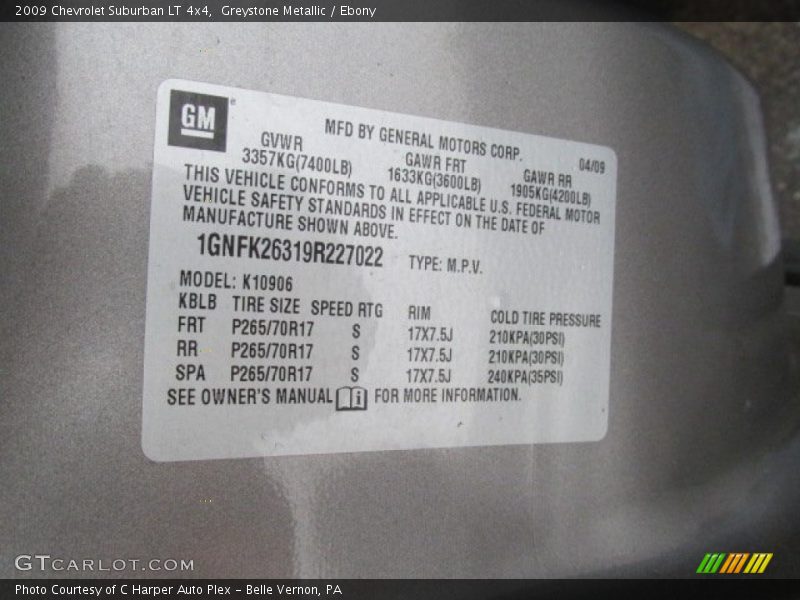 2009 Chevrolet Suburban LT 4x4, Greystone Metallic / Ebony
GM
MFD BY GENERAL MOTORS CORP. 04/09
GVWR GAWR FRT GAWR RR
3357KG(7400LB) 1633KG(3600LB) 1905KG(4200LB)
THIS VEHICLE CONFORMS TO ALL APPLICABLE U.S. FEDERAL MOTOR
VEHICLE SAFETY STANDARDS IN EFFECT ON THE DATE OF
MANUFACTURE SHOWN ABOVE.
1GNFK26319R227022 TYPE: M.P.V.
MODEL: K10906
KBLB TIRE SIZE SPEED RTG RIM COLD TIRE PRESSURE
FRT P265/70R17 S 17X7.5J 210KPA(30PSI)
RR P265/70R17 S 17X7.5J 210KPA(30PSI)
SPA P265/70R17 S 17X7.5J 240KPA(35PSI)
SEE OWNER'S MANUAL i FOR MORE INFORMATION.
GTCARLOT.COM
Photo Courtesy of C Harper Auto Plex - Belle Vernon, PA